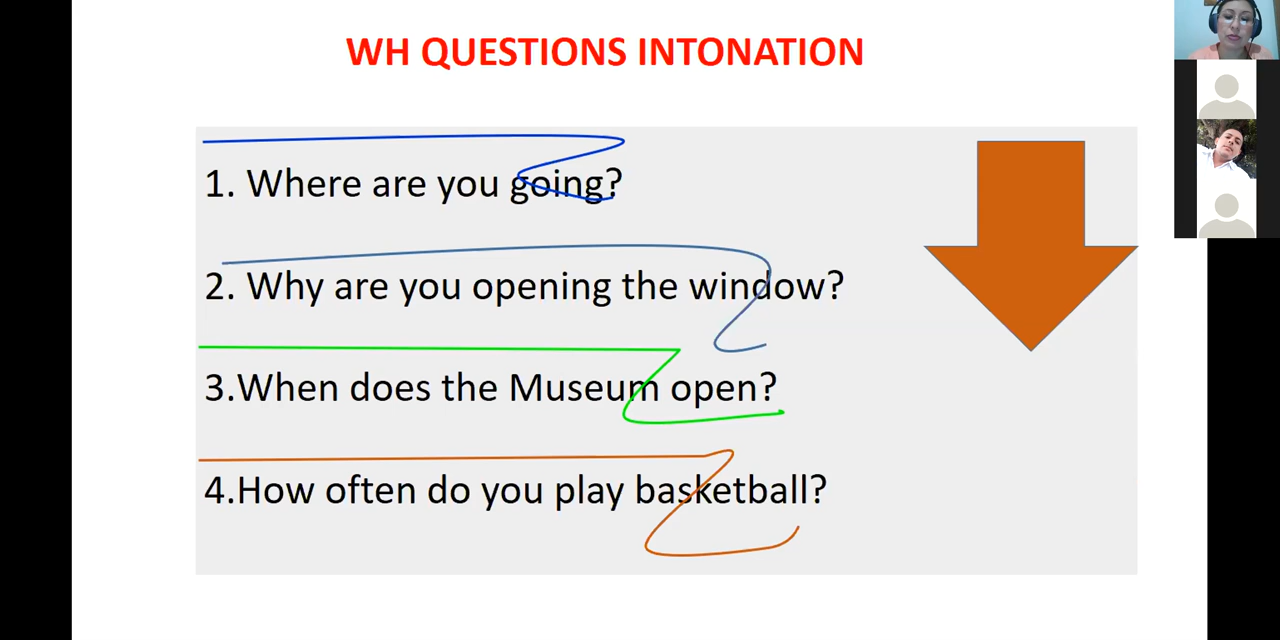 WH QUESTIONS INTONATION
1. Where are you going?
2. Why are you opening the window?
3.When does the Museum open?
4.How often do you play basketball?